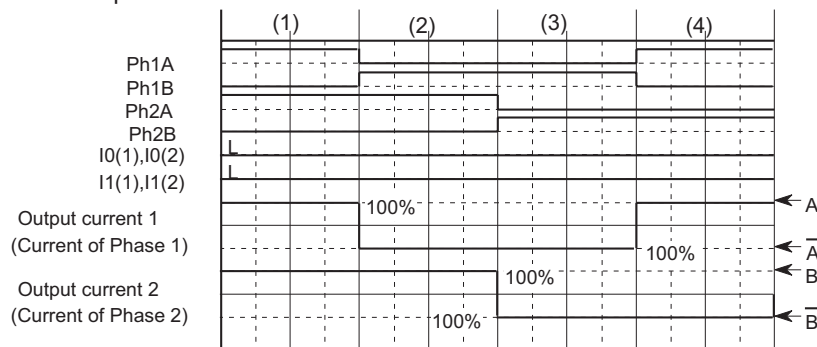 (1) (2) (3) (4)
Ph1A
Ph1B
Ph2A
Ph2B
I0(1),I0(2) L
I1(1),I1(2) L
100% A
Output current 1
(Current of Phase 1) 100% A̅
100% B
Output current 2
(Current of Phase 2) 100% B̅